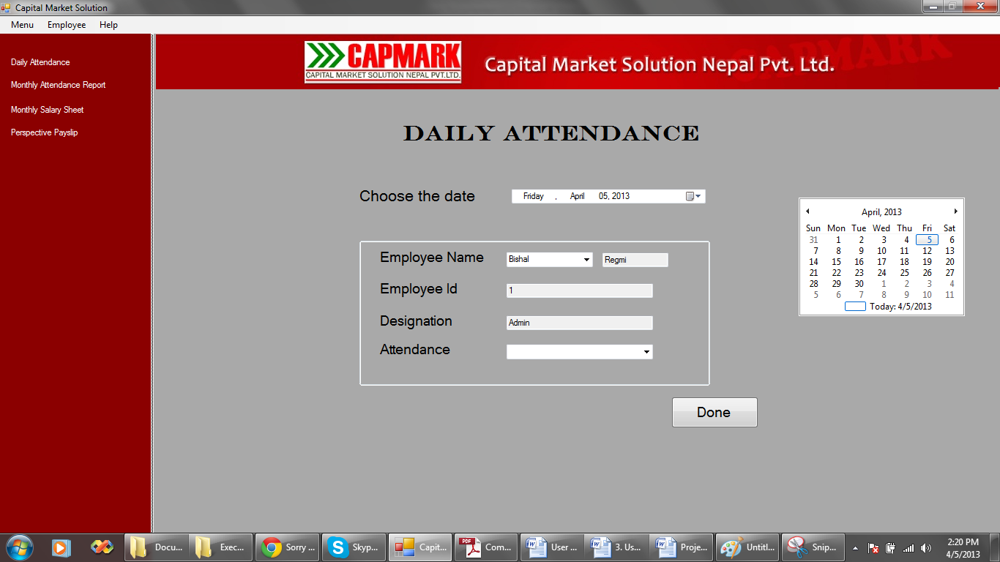 Capital Market Solution
Menu Employee Help
Daily Attendance
Monthly Attendance Report
Monthly Salary Sheet
Perspective Payslip
CAPMARK
CAPITAL MARKET SOLUTION NEPAL PVT.LTD.
Capital Market Solution Nepal Pvt. Ltd.
CAPMARK
DAILY ATTENDANCE
Choose the date
Friday , April 05, 2013
Employee Name Bishal Regmi
Employee Id 1
Designation Admin
Attendance
Done
April, 2013
Sun Mon Tue Wed Thu Fri Sat
31 1 2 3 4 5 6
7 8 9 10 11 12 13
14 15 16 17 18 19 20
21 22 23 24 25 26 27
28 29 30 1 2 3 4
5 6 7 8 9 10 11
Today: 4/5/2013
Docu... Exec... Sorry ... Skyp... Capit... PDF Com... User ... 3. Us... Proje... Untitl... Snip...
2:20 PM
4/5/2013